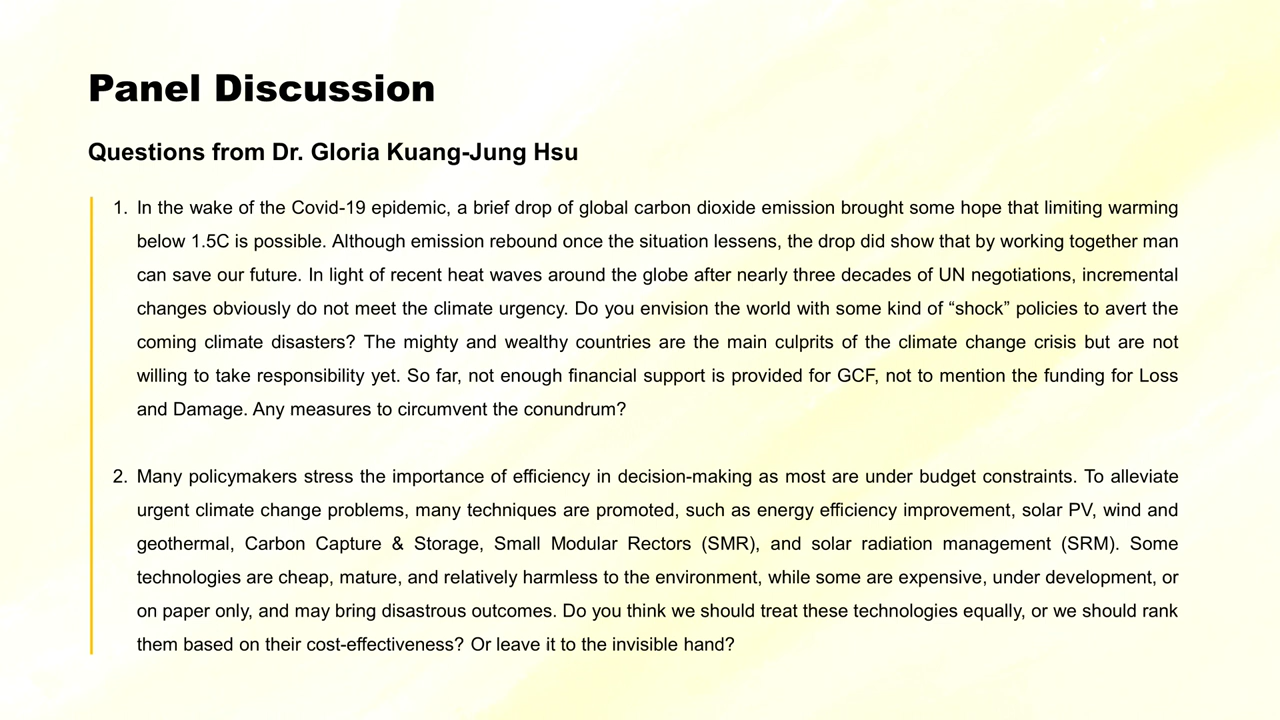 Panel Discussion
Questions from Dr. Gloria Kuang-Jung Hsu
1. In the wake of the Covid-19 epidemic, a brief drop of global carbon dioxide emission brought some hope that limiting warming
below 1.5C is possible. Although emission rebound once the situation lessens, the drop did show that by working together man
can save our future. In light of recent heat waves around the globe after nearly three decades of UN negotiations, incremental
changes obviously do not meet the climate urgency. Do you envision the world with some kind of “shock” policies to avert the
coming climate disasters? The mighty and wealthy countries are the main culprits of the climate change crisis but are not
willing to take responsibility yet. So far, not enough financial support is provided for GCF, not to mention the funding for Loss
and Damage. Any measures to circumvent the conundrum?
2. Many policymakers stress the importance of efficiency in decision-making as most are under budget constraints. To alleviate
urgent climate change problems, many techniques are promoted, such as energy efficiency improvement, solar PV, wind and
geothermal, Carbon Capture & Storage, Small Modular Rectors (SMR), and solar radiation management (SRM). Some
technologies are cheap, mature, and relatively harmless to the environment, while some are expensive, under development, or
on paper only, and may bring disastrous outcomes. Do you think we should treat these technologies equally, or we should rank
them based on their cost-effectiveness? Or leave it to the invisible hand?